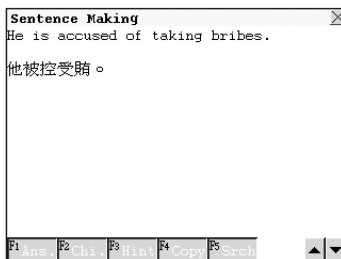 Sentence Making
He is accused of taking bribes.
他被控受賄。
F1 Ans. F2 Chi. F3 Hint F4 Copy F5 Srch